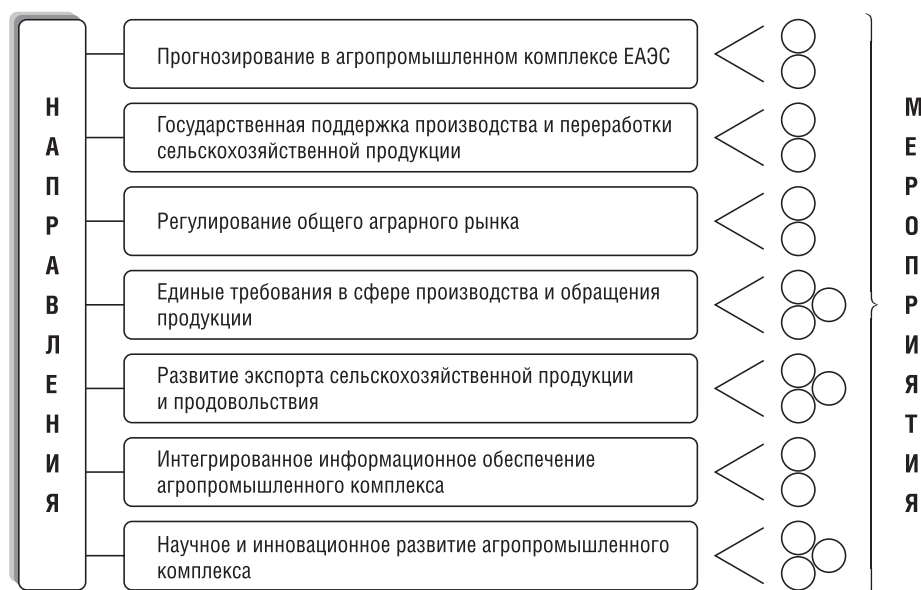 НАПРАВЛЕНИЯ
Прогнозирование в агропромышленном комплексе ЕАЭС
Государственная поддержка производства и переработки
сельскохозяйственной продукции
Регулирование общего аграрного рынка
Единые требования в сфере производства и обращения
продукции
Развитие экспорта сельскохозяйственной продукции
и продовольствия
Интегрированное информационное обеспечение
агропромышленного комплекса
Научное и инновационное развитие агропромышленного
комплекса
МЕРОПРИЯТИЯ